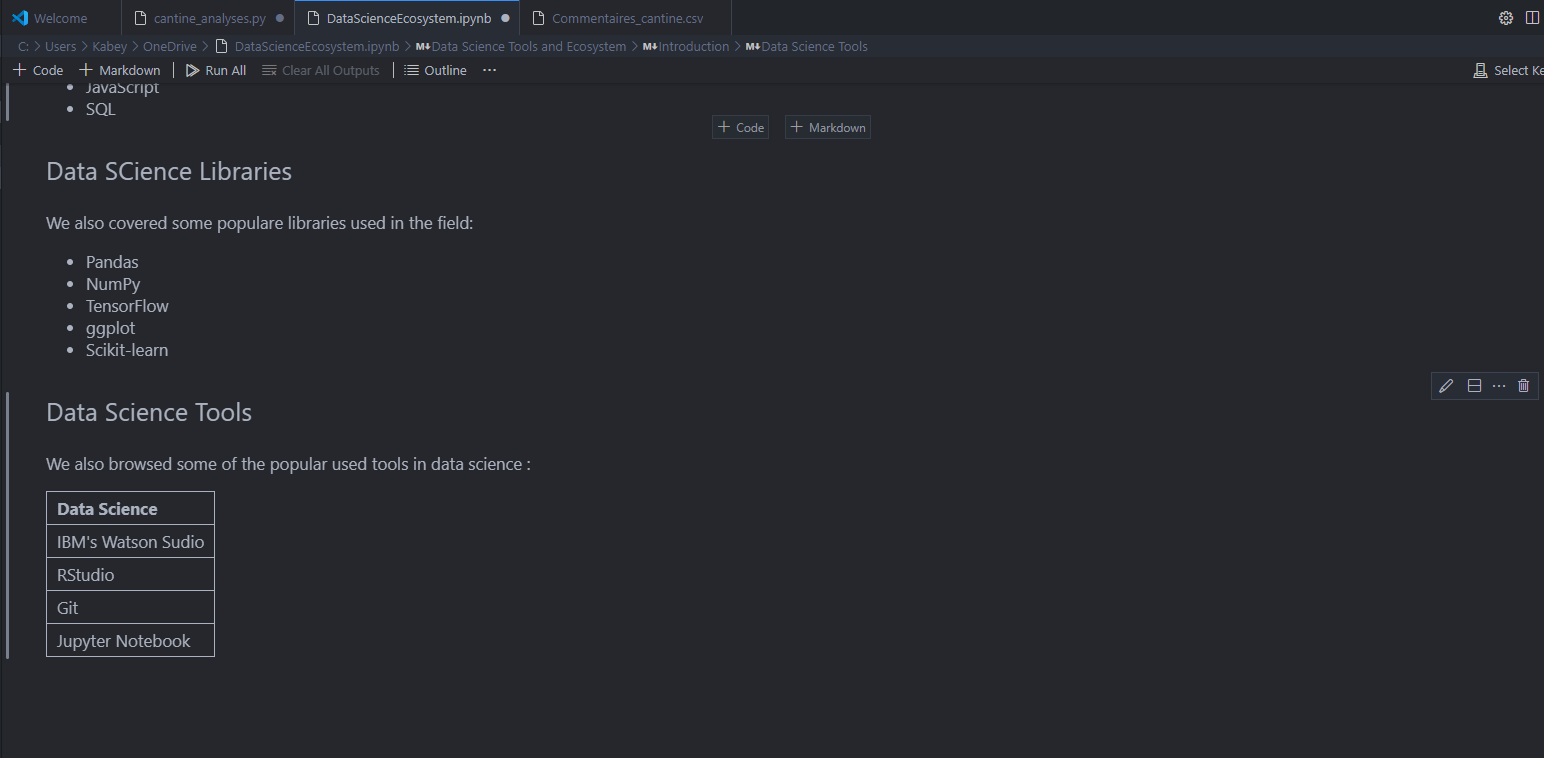 Welcome cantine_analyses.py DataScienceEcosystem.ipynb Commentaires_cantine.csv
C: > Users > Kabey > OneDrive > DataScienceEcosystem.ipynb > M↓Data Science Tools and Ecosystem > M↓Introduction > M↓Data Science Tools
+ Code + Markdown | Run All Clear All Outputs | Outline ... Select Ke
• JavaScript
• SQL
+ Code + Markdown
Data SCience Libraries
We also covered some populare libraries used in the field:
• Pandas
• NumPy
• TensorFlow
• ggplot
• Scikit-learn
Data Science Tools
We also browsed some of the popular used tools in data science :
Data Science
IBM's Watson Sudio
RStudio
Git
Jupyter Notebook